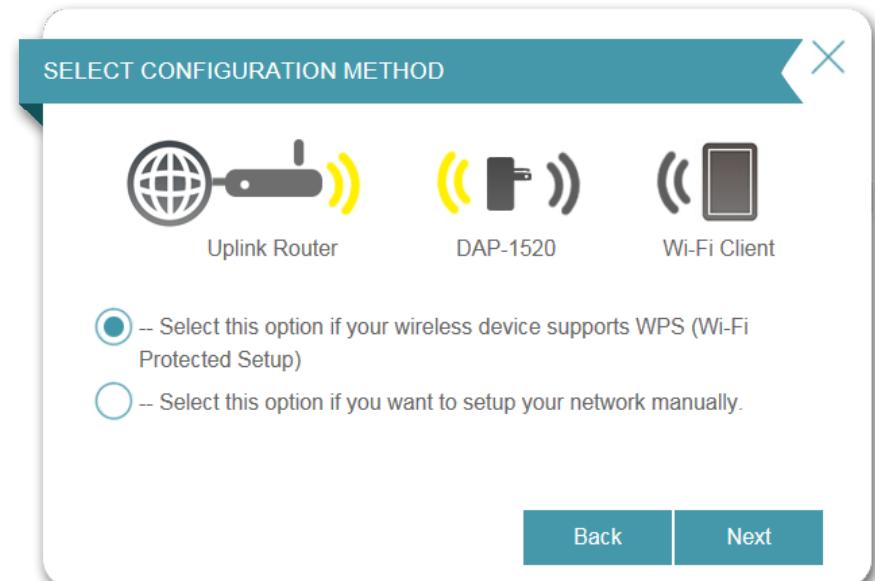 SELECT CONFIGURATION METHOD
Uplink Router
DAP-1520
Wi-Fi Client
-- Select this option if your wireless device supports WPS (Wi-Fi
Protected Setup)
-- Select this option if you want to setup your network manually.
Back
Next